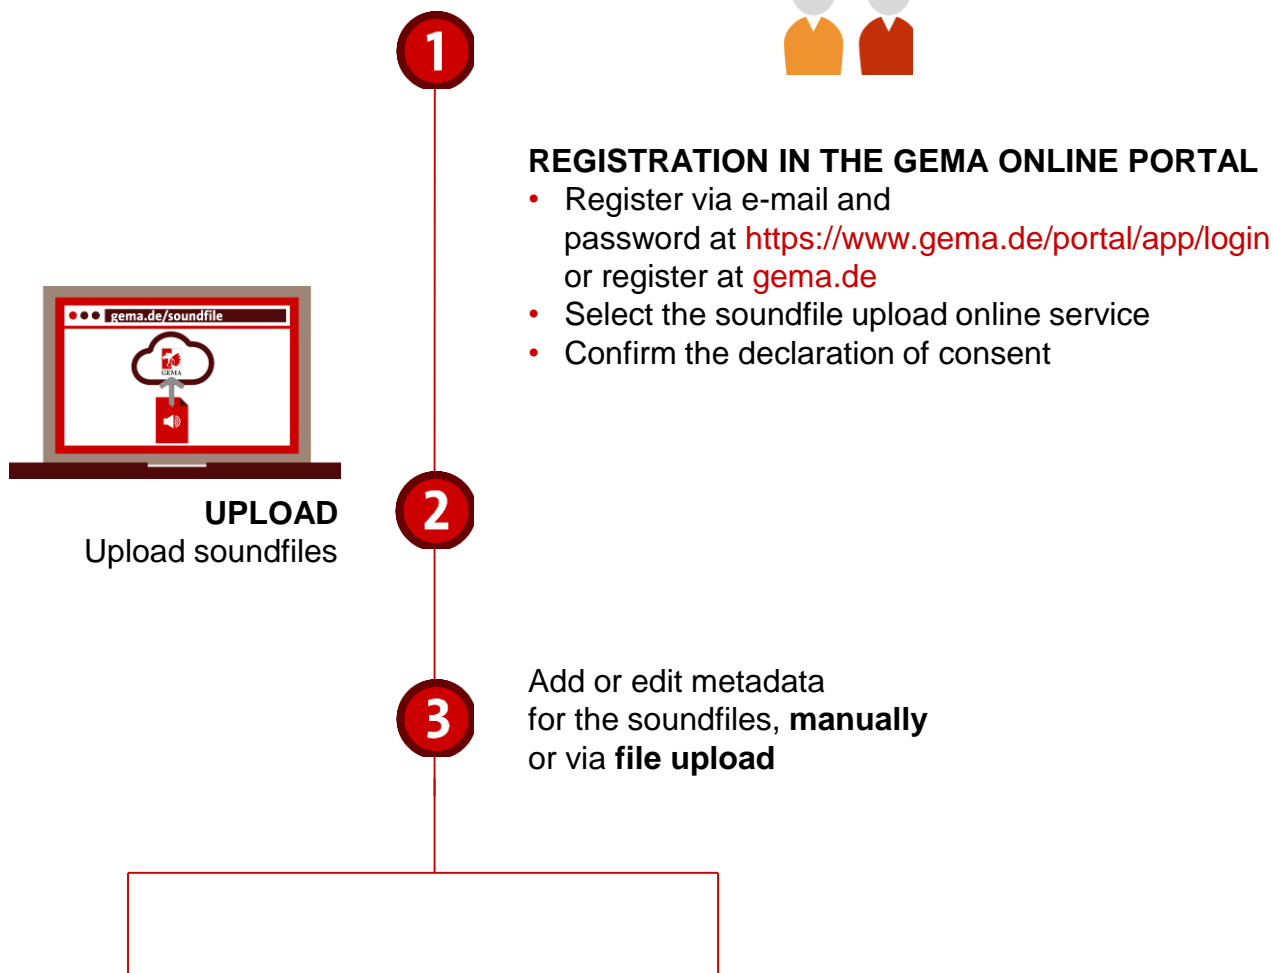 1
REGISTRATION IN THE GEMA ONLINE PORTAL
• Register via e-mail and
password at https://www.gema.de/portal/app/login
or register at gema.de
• Select the soundfile upload online service
• Confirm the declaration of consent
gema.de/soundfile
GEMA
2
UPLOAD
Upload soundfiles
3
Add or edit metadata
for the soundfiles, manually
or via file upload